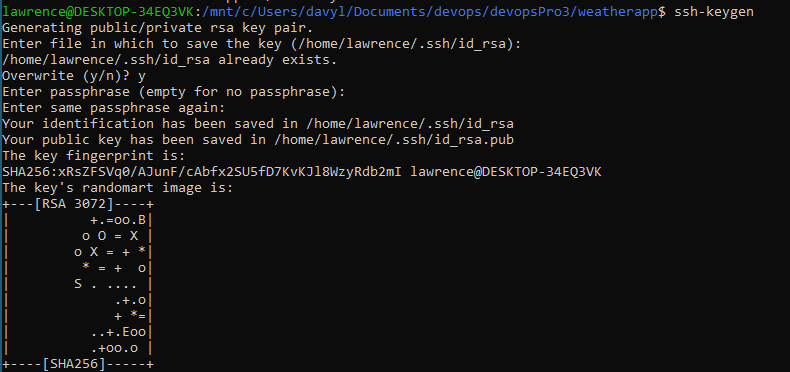 lawrence@DESKTOP-34EQ3VK:/mnt/c/Users/davyl/Documents/devops/devopsPro3/weatherapp$ ssh-keygen
Generating public/private rsa key pair.
Enter file in which to save the key (/home/lawrence/.ssh/id_rsa):
/home/lawrence/.ssh/id_rsa already exists.
Overwrite (y/n)? y
Enter passphrase (empty for no passphrase):
Enter same passphrase again:
Your identification has been saved in /home/lawrence/.ssh/id_rsa
Your public key has been saved in /home/lawrence/.ssh/id_rsa.pub
The key fingerprint is:
SHA256:xRsZFSVq0/AJunF/cAbfx2SU5fD7KvKJl8WzyRdb2mI lawrence@DESKTOP-34EQ3VK
The key's randomart image is:
+---[RSA 3072]----+
|          +.=oo.B|
|         o O = X |
|        o X = + *|
|         * = +  o|
|        S . .... |
|             .+.o|
|             + *=|
|          ..+.Eoo|
|          .+oo.o |
+----[SHA256]-----+